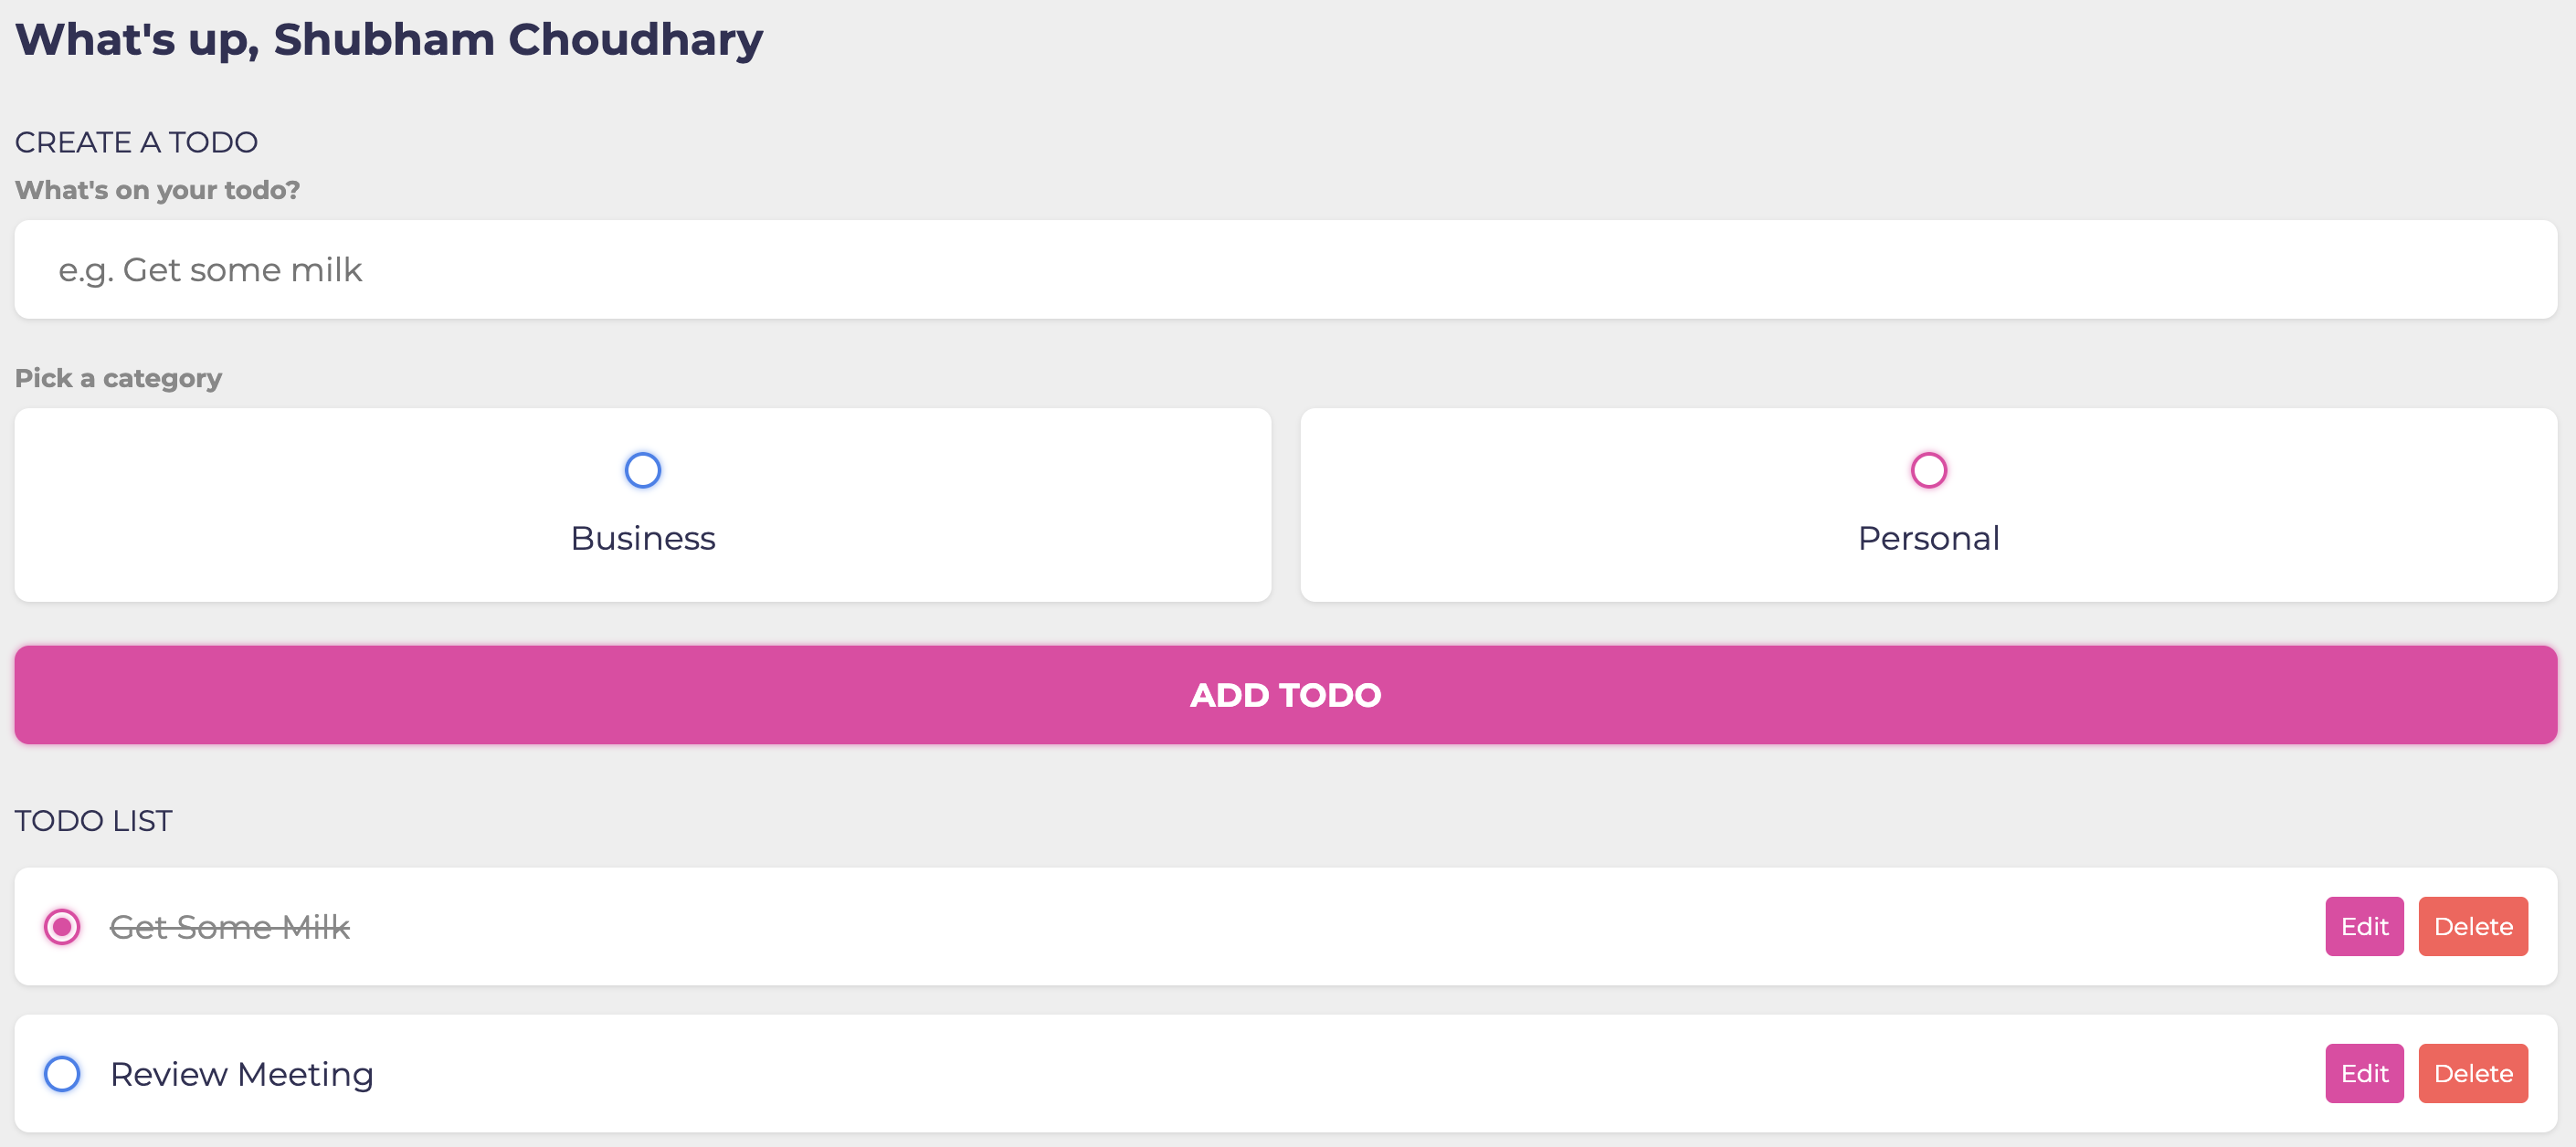 What's up, Shubham Choudhary
CREATE A TODO
What's on your todo?
e.g. Get some milk
Pick a category
Business
Personal
ADD TODO
TODO LIST
Get Some Milk
Edit
Delete
Review Meeting
Edit
Delete